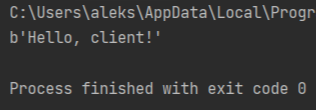 C:\Users\aleks\AppData\Local\Progr
b'Hello, client!'
Process finished with exit code 0